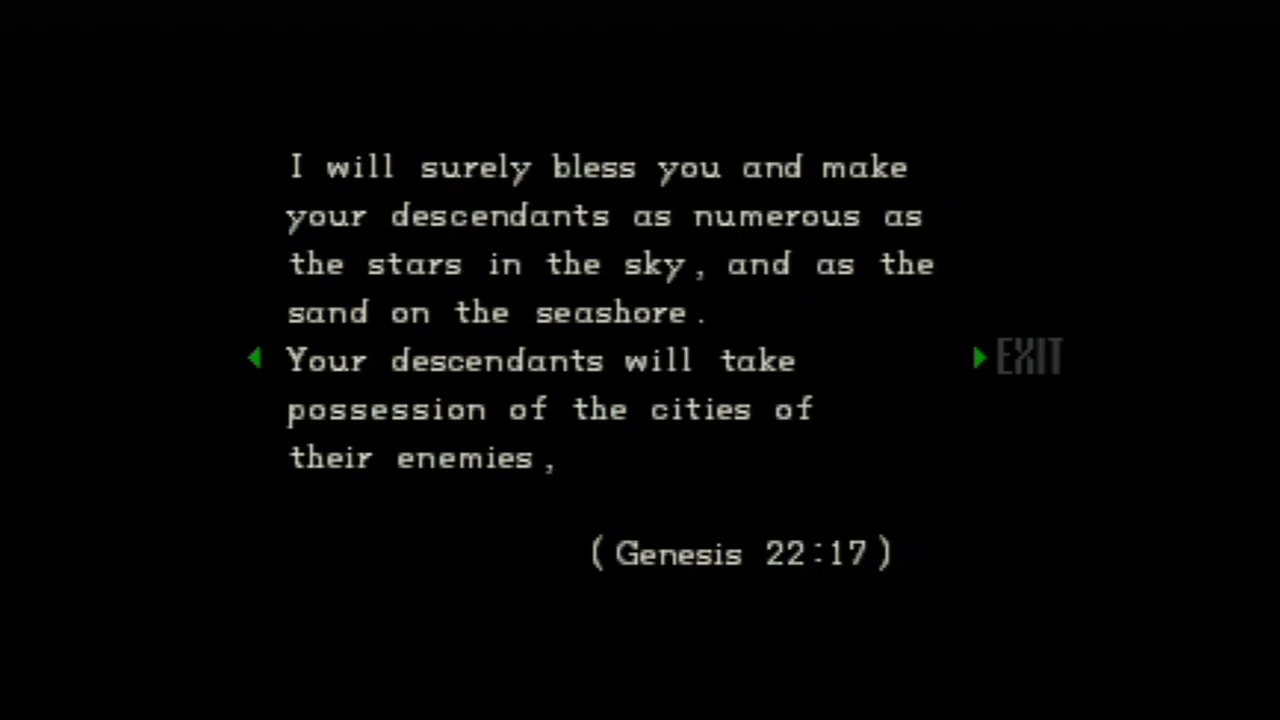 I will surely bless you and make
your descendants as numerous as
the stars in the sky, and as the
sand on the seashore.
Your descendants will take
possession of the cities of
their enemies,
(Genesis 22:17)
EXIT